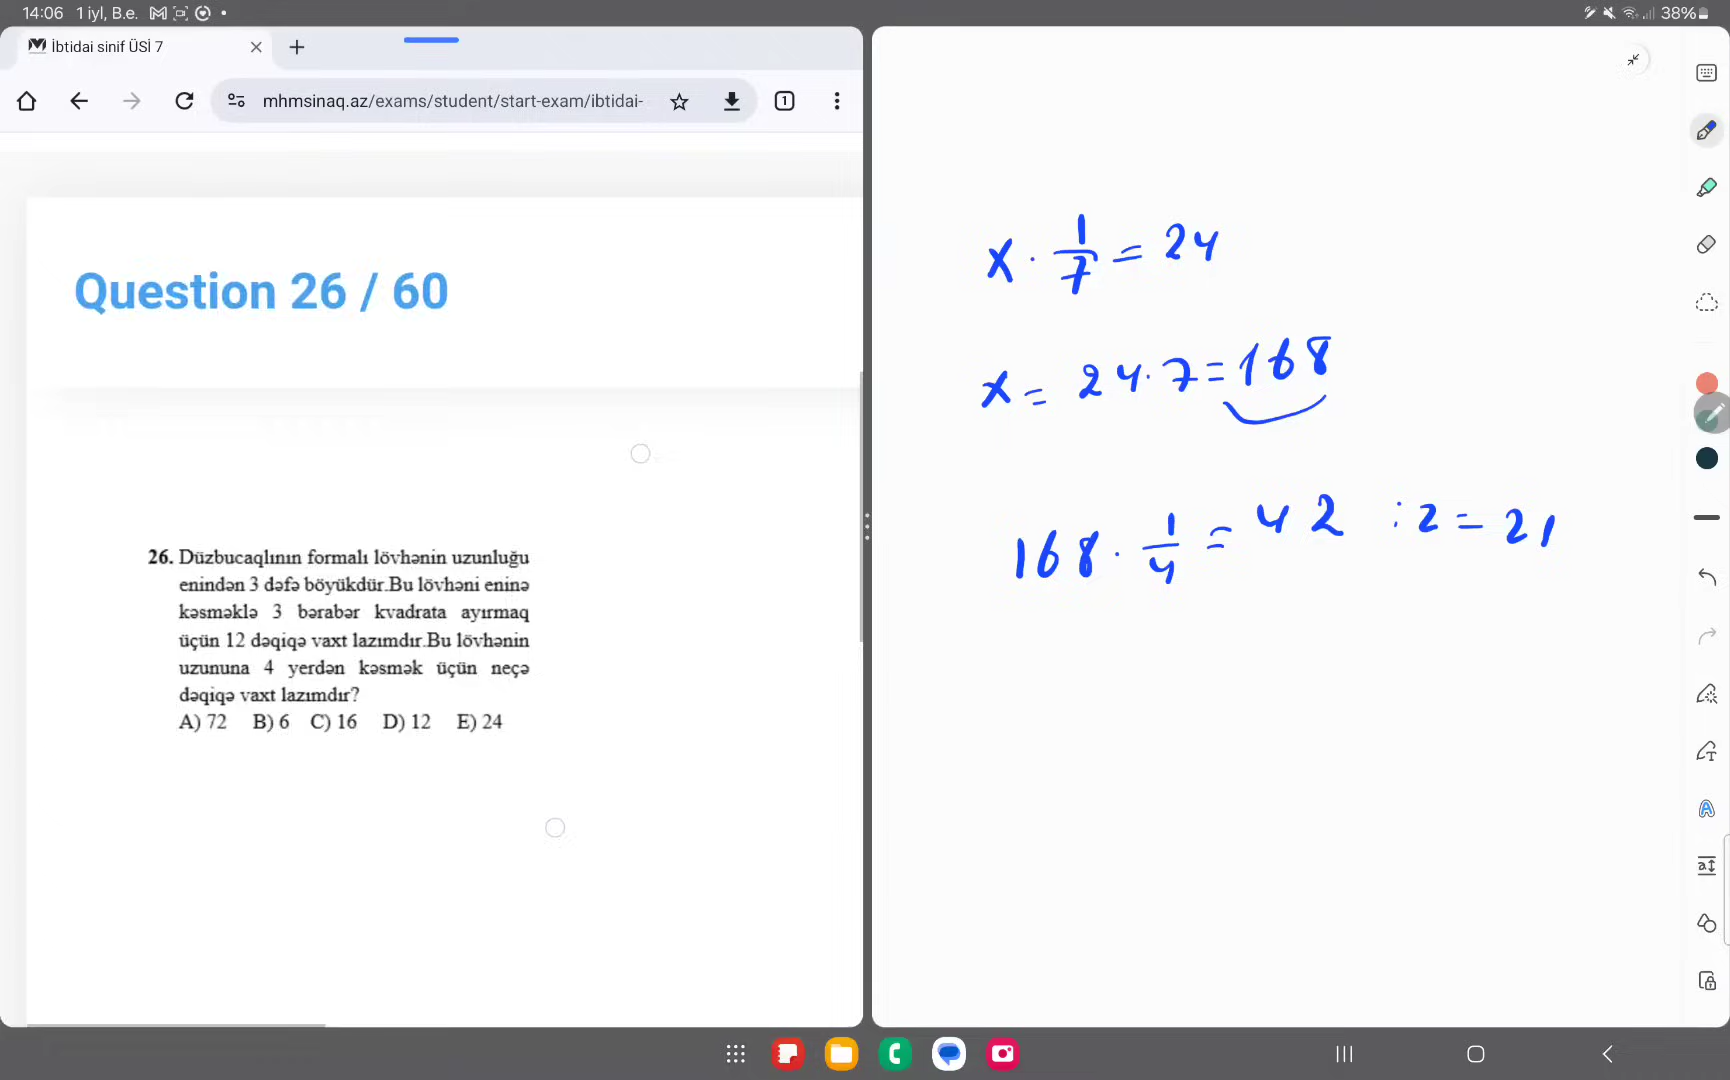 14:06 1 iyl, B.e.
38%
İbtidai sinif ÜSİ 7
mhmsinaq.az/exams/student/start-exam/ibtidai-
1
Question 26 / 60
26. Düzbucaqlının formalı lövhənin uzunluğu
enindən 3 dəfə böyükdür.Bu lövhəni eninə
kəsməklə 3 bərabər kvadrata ayırmaq
üçün 12 dəqiqə vaxt lazımdır.Bu lövhənin
uzununa 4 yerdən kəsmək üçün neçə
dəqiqə vaxt lazımdır?
A) 72 B) 6 C) 16 D) 12 E) 24
x · 1/7 = 24
x = 24 · 7 = 168
168 · 1/4 = 42 : 2 = 21